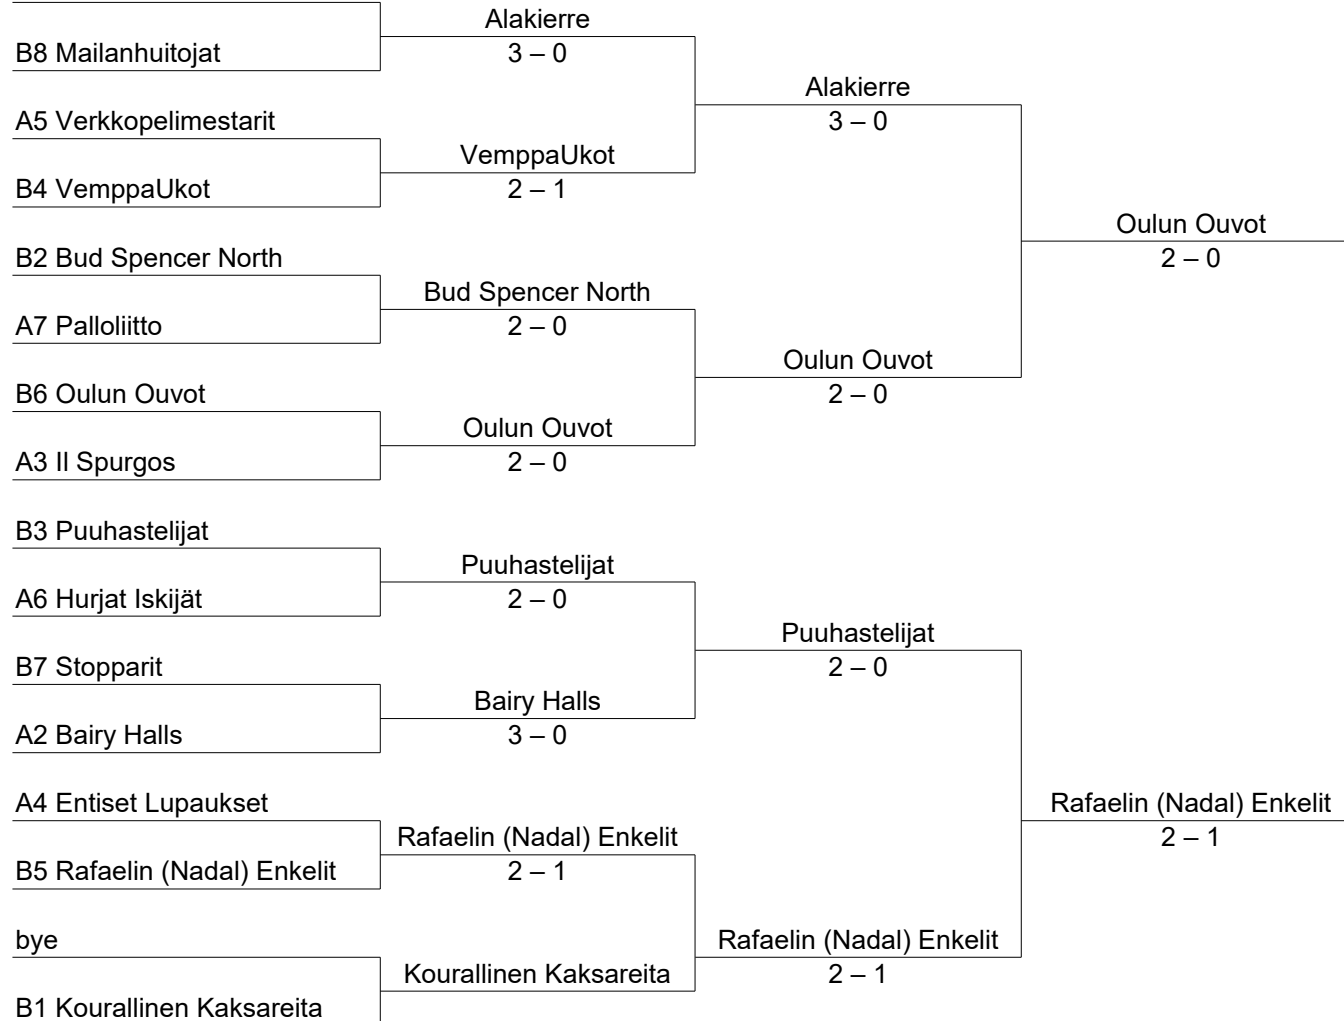 B8 Mailanhuitojat
A5 Verkkopelimestarit
B4 VemppaUkot
B2 Bud Spencer North
A7 Palloliitto
B6 Oulun Ouvot
A3 Il Spurgos
B3 Puuhastelijat
A6 Hurjat Iskijät
B7 Stopparit
A2 Bairy Halls
A4 Entiset Lupaukset
B5 Rafaelin (Nadal) Enkelit
bye
B1 Kourallinen Kaksareita
Alakierre
3 – 0
VemppaUkot
2 – 1
Bud Spencer North
2 – 0
Oulun Ouvot
2 – 0
Puuhastelijat
2 – 0
Bairy Halls
3 – 0
Rafaelin (Nadal) Enkelit
2 – 1
Kourallinen Kaksareita
Alakierre
3 – 0
Oulun Ouvot
2 – 0
Puuhastelijat
2 – 0
Rafaelin (Nadal) Enkelit
2 – 1
Oulun Ouvot
2 – 0
Rafaelin (Nadal) Enkelit
2 – 1